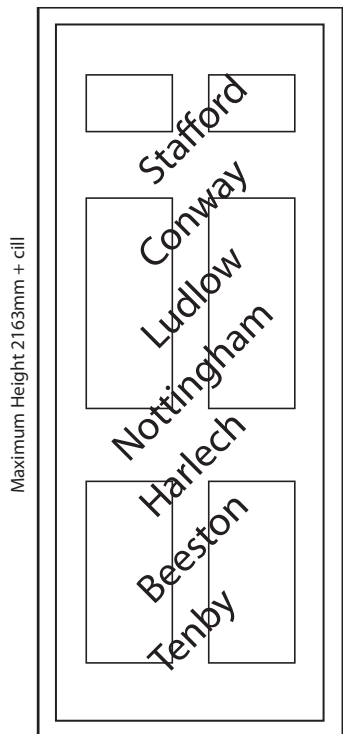 Maximum Height 2163mm + cill
Stafford
Conway
Ludlow
Nottingham
Harlech
Beeston
Tenby